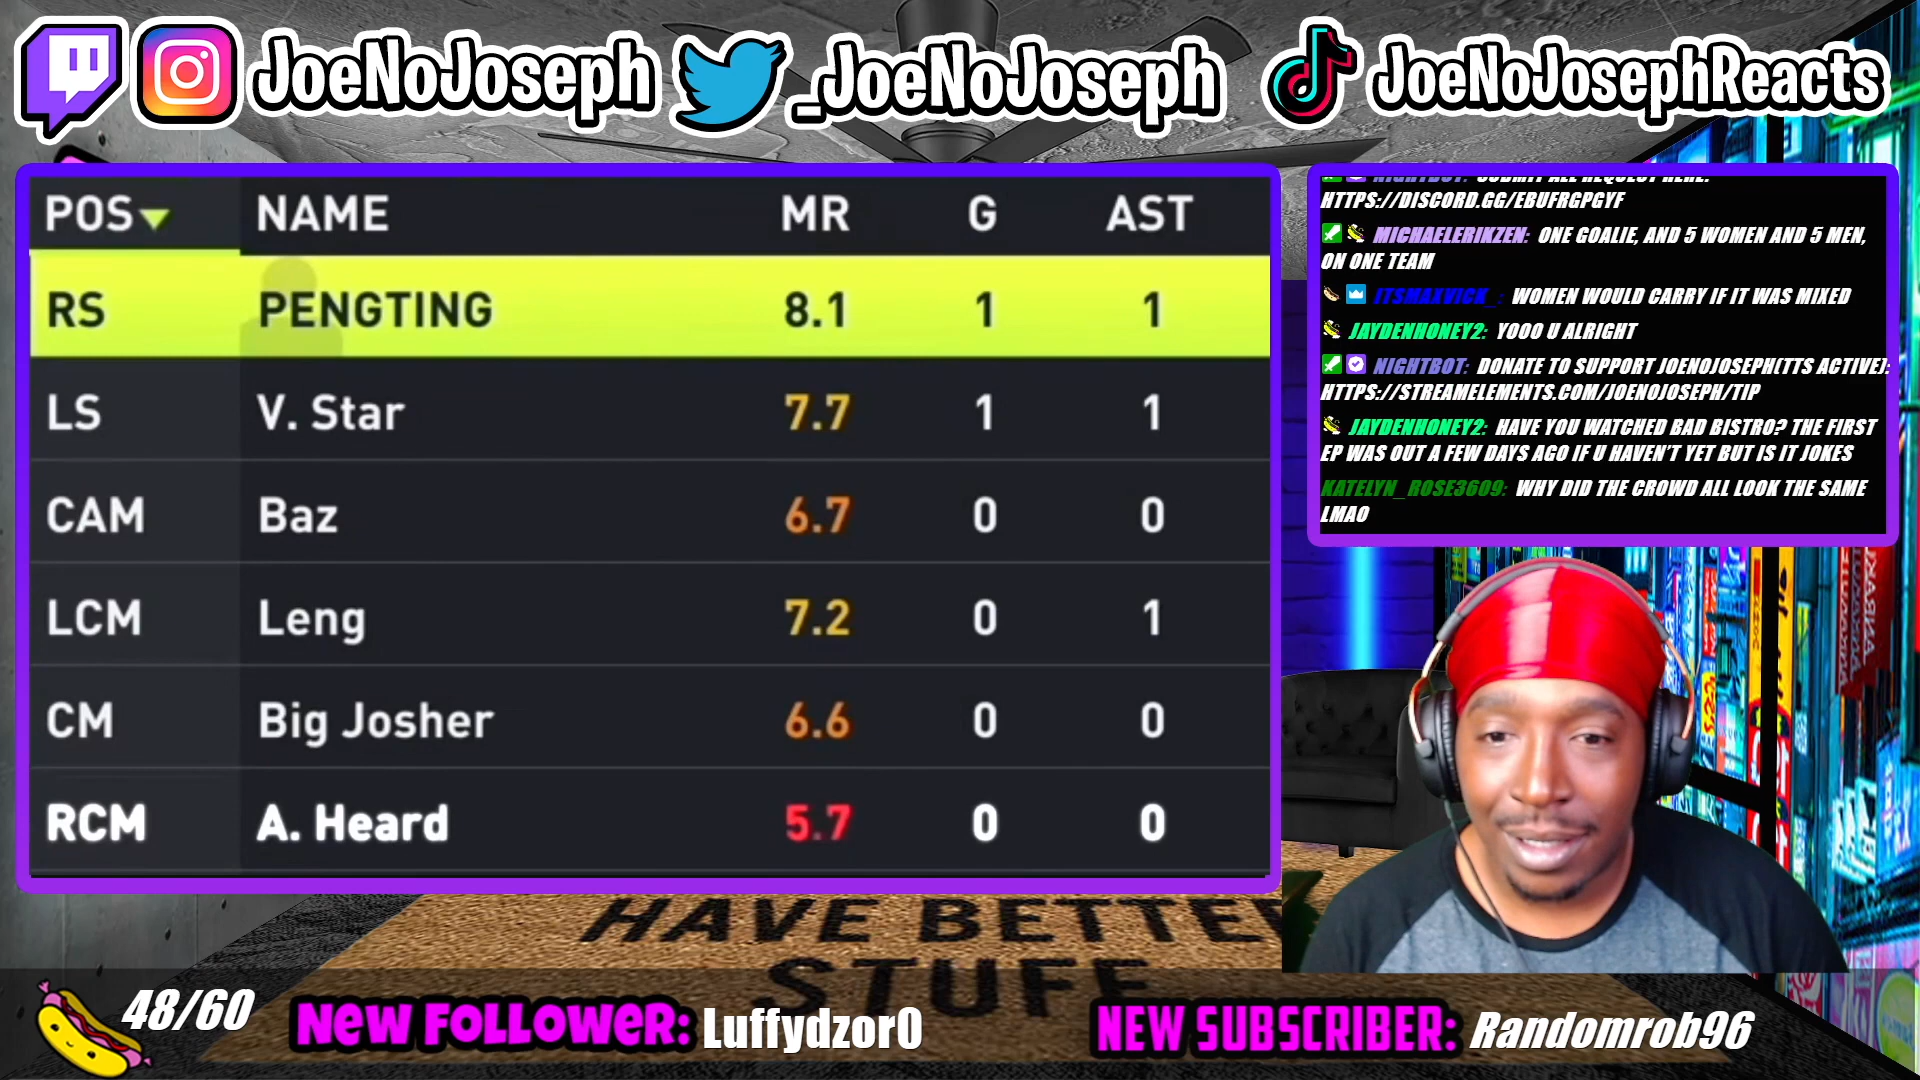 JoeNoJoseph
_JoeNoJoseph
JoeNoJosephReacts
POS NAME MR G AST
RS PENGTING 8.1 1 1
LS V. Star 7.7 1 1
CAM Baz 6.7 0 0
LCM Leng 7.2 0 1
CM Big Josher 6.6 0 0
RCM A. Heard 5.7 0 0
NIGHTBOT: SUBMIT ALL REQUEST HERE:
HTTPS://DISCORD.GG/EBUFRGPGYF
MICHAELERIKZEN: ONE GOALIE, AND 5 WOMEN AND 5 MEN,
ON ONE TEAM
ITSMAXVICK_: WOMEN WOULD CARRY IF IT WAS MIXED
JAYDENHONEY2: YOOO U ALRIGHT
NIGHTBOT: DONATE TO SUPPORT JOENOJOSEPH(TTS ACTIVE):
HTTPS://STREAMELEMENTS.COM/JOENOJOSEPH/TIP
JAYDENHONEY2: HAVE YOU WATCHED BAD BISTRO? THE FIRST
EP WAS OUT A FEW DAYS AGO IF U HAVEN'T YET BUT IS IT JOKES
KATELYN_ROSE3609: WHY DID THE CROWD ALL LOOK THE SAME
LMAO
HAVE BETTE
STUFF
48/60
NEW FOLLOWER: Luffydzor0
NEW SUBSCRIBER: Randomrob96